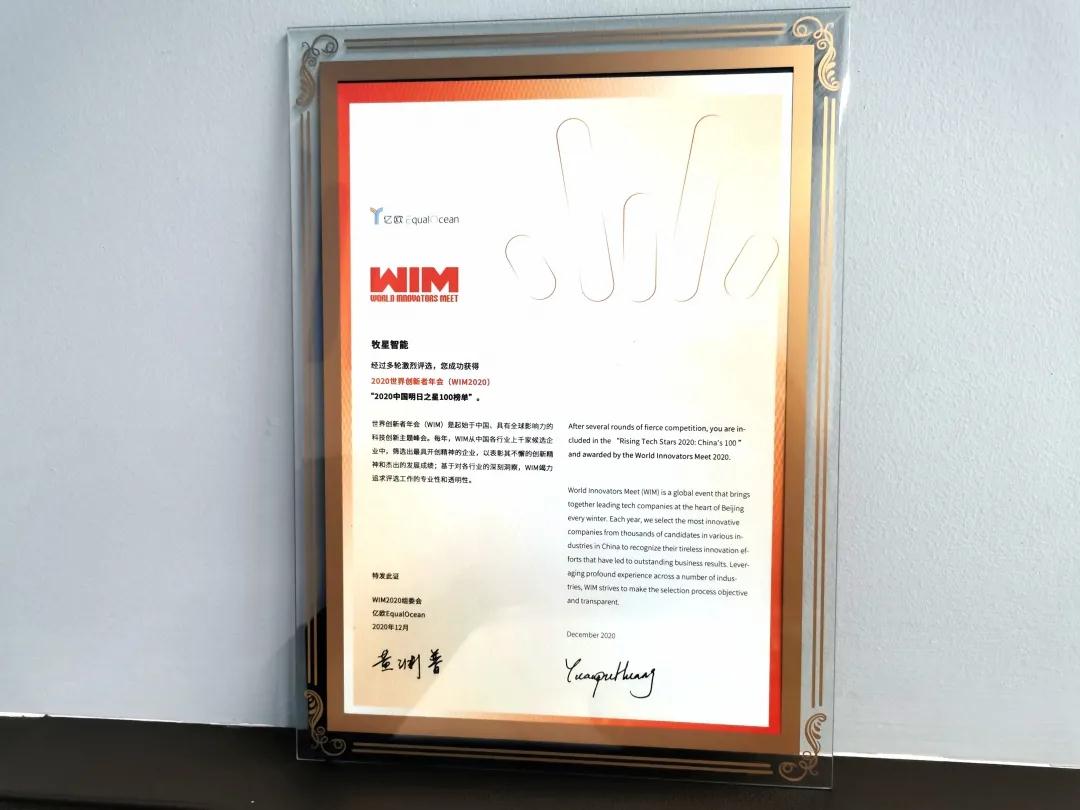 亿欧 EqualOcean
WIM
WORLD INNOVATORS MEET
牧星智能
经过多轮激烈评选，您成功获得
2020世界创新者年会（WIM2020）
“2020中国明日之星100榜单”。
世界创新者年会（WIM）是起始于中国、具有全球影响力的
科技创新主题峰会。每年，WIM从中国各行业上千家候选企
业中，筛选出最具开创精神的企业，以表彰其不懈的创新精
神和杰出的发展成绩；基于对各行业的深刻洞察，WIM竭力
追求评选工作的专业性和透明性。
特发此证
WIM2020组委会
亿欧EqualOcean
2020年12月
黄渊普
After several rounds of fierce competition, you are in-
cluded in the “Rising Tech Stars 2020: China's 100”
and awarded by the World Innovators Meet 2020.
World Innovators Meet (WIM) is a global event that brings
together leading tech companies at the heart of Beijing
every winter. Each year, we select the most innovative
companies from thousands of candidates in various in-
dustries in China to recognize their tireless innovation ef-
forts that have led to outstanding business results. Lever-
aging profound experience across a number of indus-
tries, WIM strives to make the selection process objective
and transparent.
December 2020
Yuanpu Huang